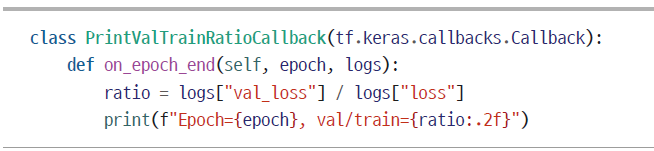 class PrintValTrainRatioCallback(tf.keras.callbacks.Callback):
    def on_epoch_end(self, epoch, logs):
        ratio = logs["val_loss"] / logs["loss"]
        print(f"Epoch={epoch}, val/train={ratio:.2f}")